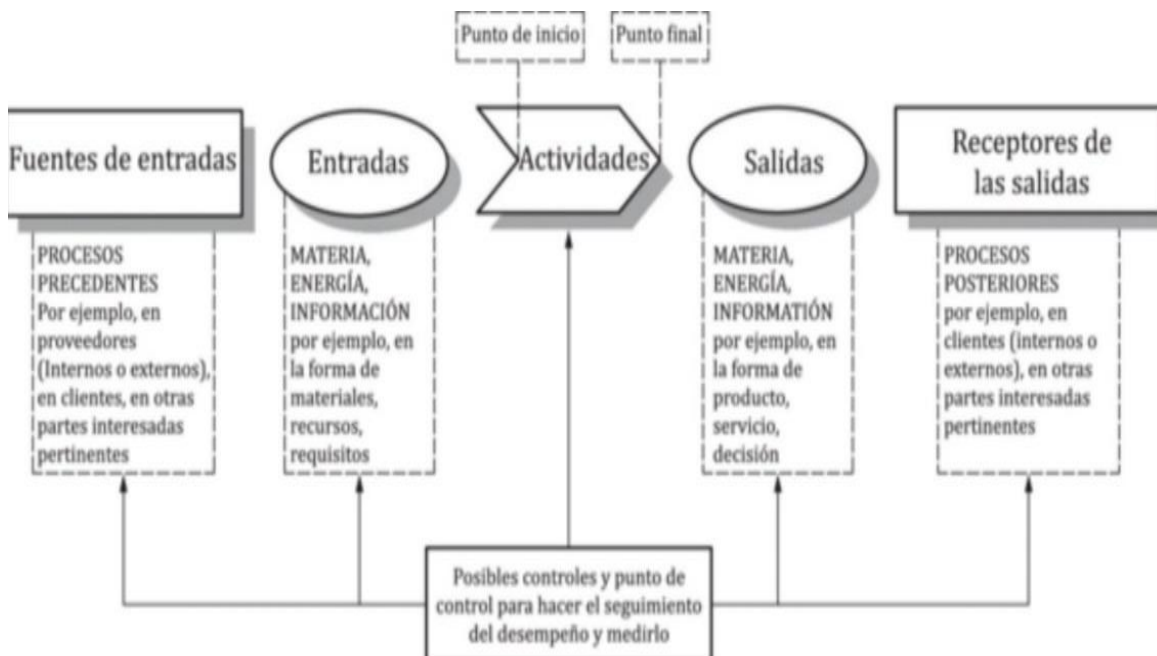 Punto de inicio
Punto final
Fuentes de entradas
Entradas
Actividades
Salidas
Receptores de
las salidas
PROCESOS
PRECEDENTES
Por ejemplo, en
proveedores
(Internos o externos),
en clientes, en otras
partes interesadas
pertinentes
MATERIA,
ENERGÍA,
INFORMACIÓN
por ejemplo, en
la forma de
materiales,
recursos,
requisitos
MATERIA,
ENERGÍA,
INFORMATIÓN
por ejemplo, en
la forma de
producto,
servicio,
decisión
PROCESOS
POSTERIORES
por ejemplo, en
clientes (internos o
externos), en otras
partes interesadas
pertinentes
Posibles controles y punto de
control para hacer el seguimiento
del desempeño y medirlo